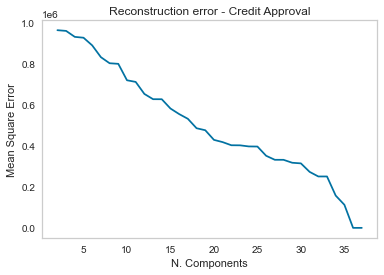 Reconstruction error - Credit Approval
1e6
1.0
0.8
0.6
0.4
0.2
0.0
Mean Square Error
5 10 15 20 25 30 35
N. Components